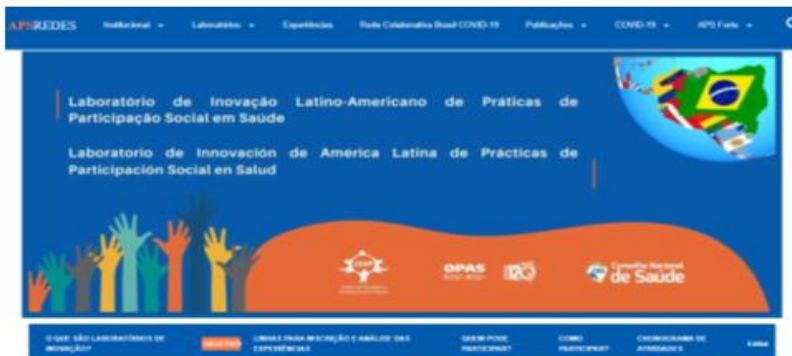 APSREDES Institucional Laboratórios Experiências Rede Colaborativa Brasil COVID-19 Publicações COVID-19 APS Forte
Laboratório de Inovação Latino-Americano de Práticas de
Participação Social em Saúde
Laboratorio de Innovación de América Latina de Prácticas de
Participación Social en Salud
OPAS
120
Conselho Nacional
de Saúde
O QUE SÃO LABORATÓRIOS DE
INOVAÇÃO?
OBJETIVO
LINHAS PARA INSCRIÇÃO E ANÁLISE DAS
EXPERIÊNCIAS
QUEM PODE
PARTICIPAR?
COMO
PARTICIPAR?
CRONOGRAMA DE
ATIVIDADES
Edital